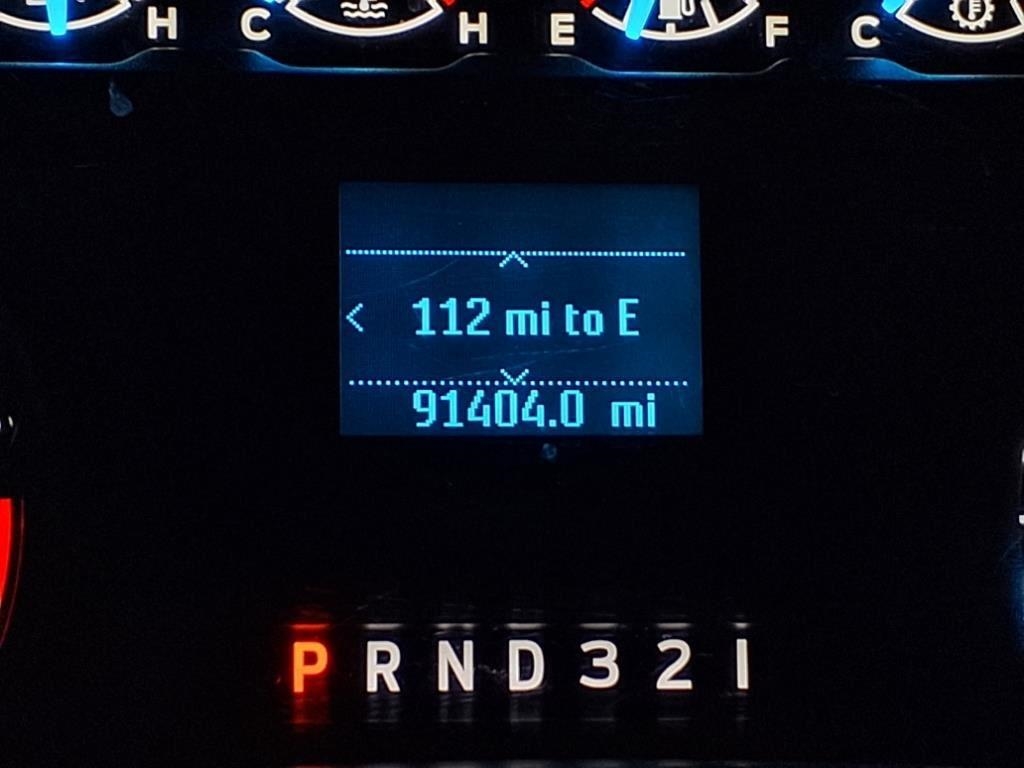 H C H E F C
< 112 mi to E
91404.0 mi
P R N D 3 2 1